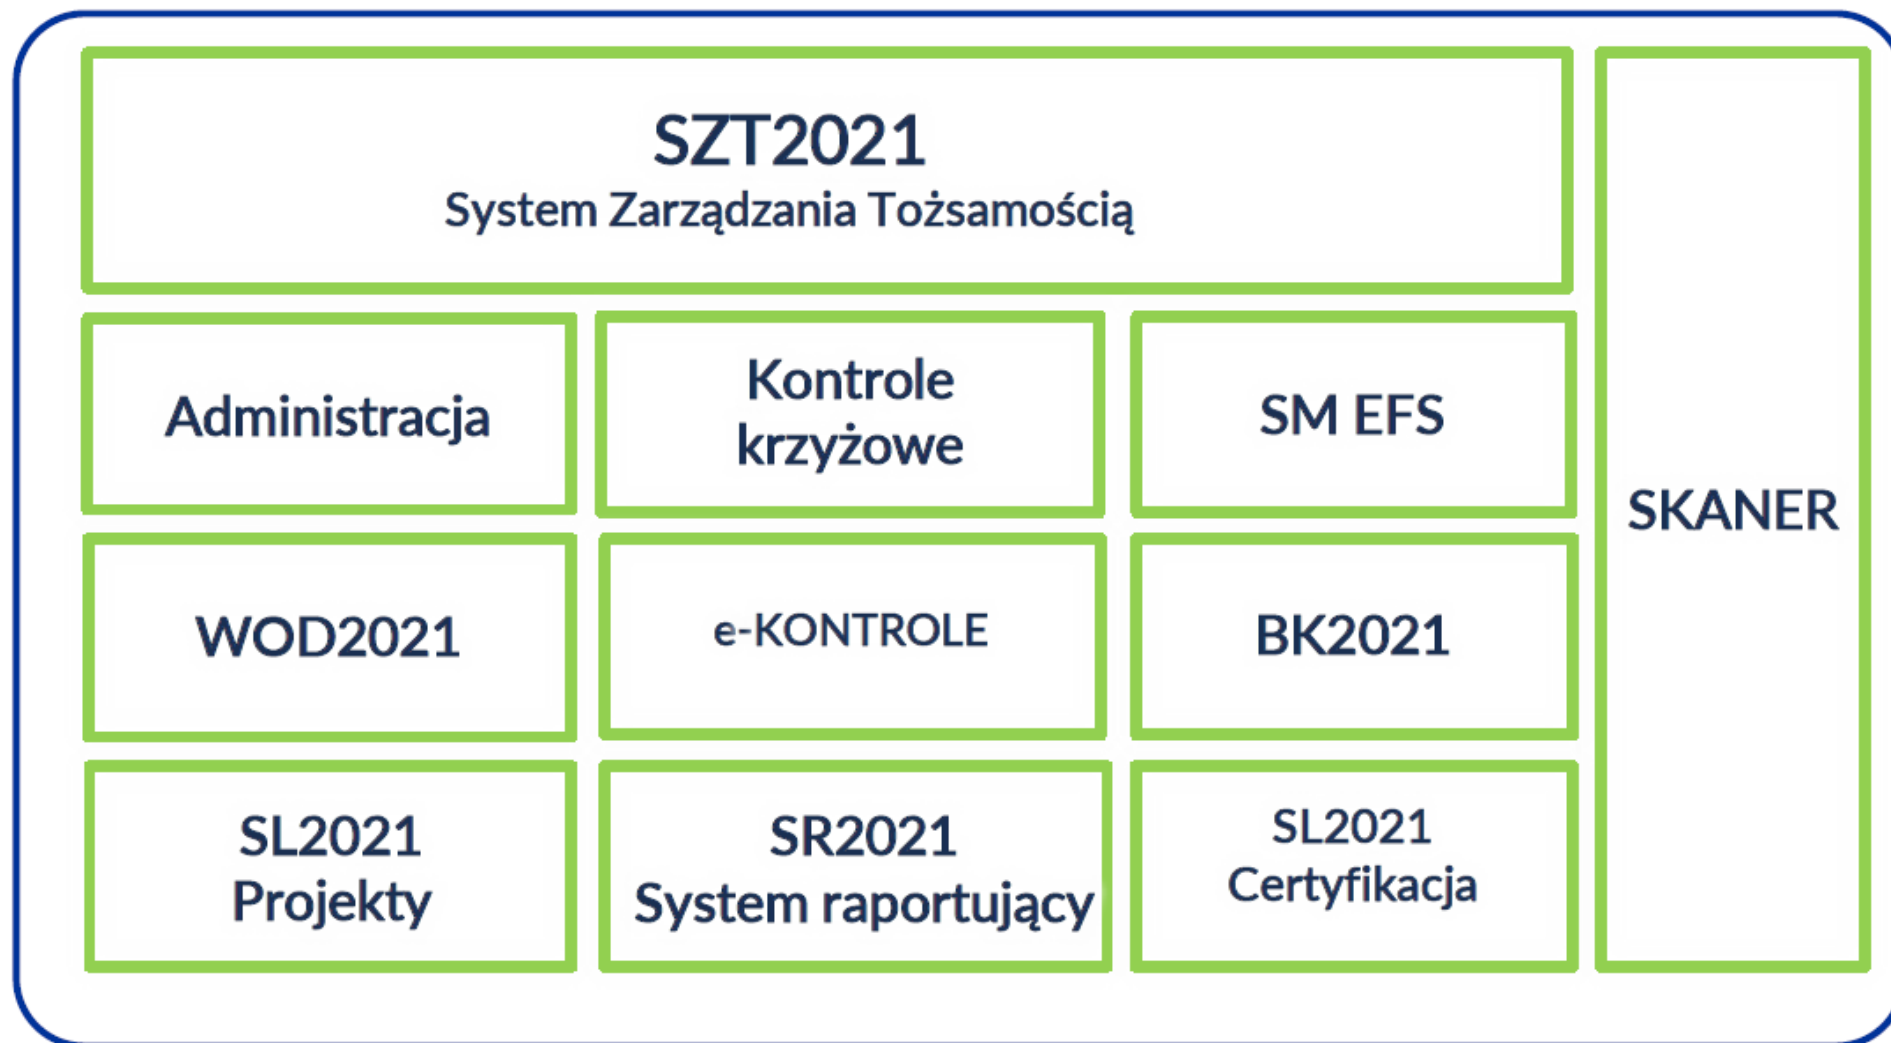 SZT2021
System Zarządzania Tożsamością
Administracja
Kontrole
krzyżowe
SM EFS
SKANER
WOD2021
e-KONTROLE
BK2021
SL2021
Projekty
SR2021
System raportujący
SL2021
Certyfikacja